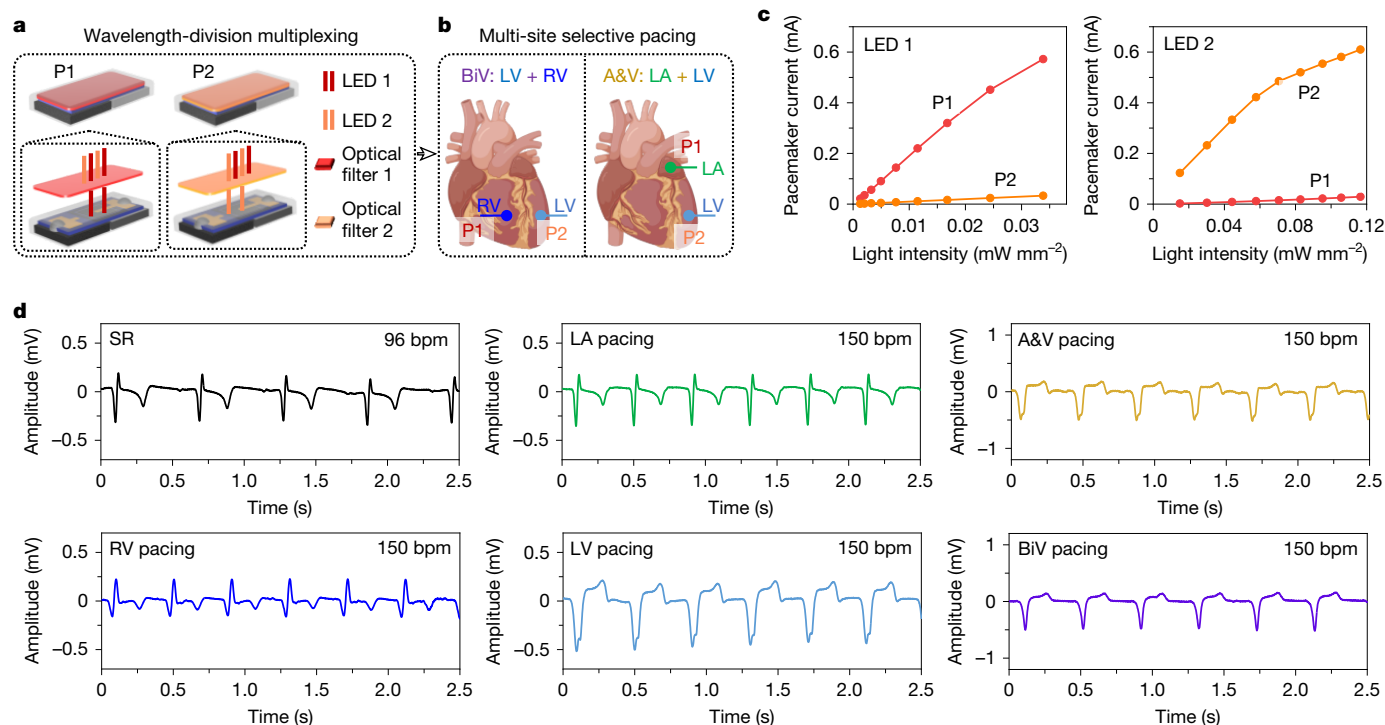 a
Wavelength-division multiplexing
P1
P2
LED 1
LED 2
Optical
filter 1
Optical
filter 2
b
Multi-site selective pacing
BiV: LV + RV
A&V: LA + LV
RV
LV
P1
P2
P1
LA
LV
P2
c
Pacemaker current (mA)
0.6
0.4
0.2
0
LED 1
P1
P2
0.01
0.02
0.03
Light intensity (mW mm−2)
Pacemaker current (mA)
0.6
0.4
0.2
0
LED 2
P2
P1
0
0.04
0.08
0.12
Light intensity (mW mm−2)
d
SR
96 bpm
Amplitude (mV)
0.5
0
−0.5
0
0.5
1.0
1.5
2.0
2.5
Time (s)
LA pacing
150 bpm
Amplitude (mV)
0.5
0
−0.5
0
0.5
1.0
1.5
2.0
2.5
Time (s)
A&V pacing
150 bpm
Amplitude (mV)
1
0
−1
0
0.5
1.0
1.5
2.0
2.5
Time (s)
RV pacing
150 bpm
Amplitude (mV)
0.5
0
−0.5
0
0.5
1.0
1.5
2.0
2.5
Time (s)
LV pacing
150 bpm
Amplitude (mV)
0.5
0
−0.5
0
0.5
1.0
1.5
2.0
2.5
Time (s)
BiV pacing
150 bpm
Amplitude (mV)
1
0
−1
0
0.5
1.0
1.5
2.0
2.5
Time (s)